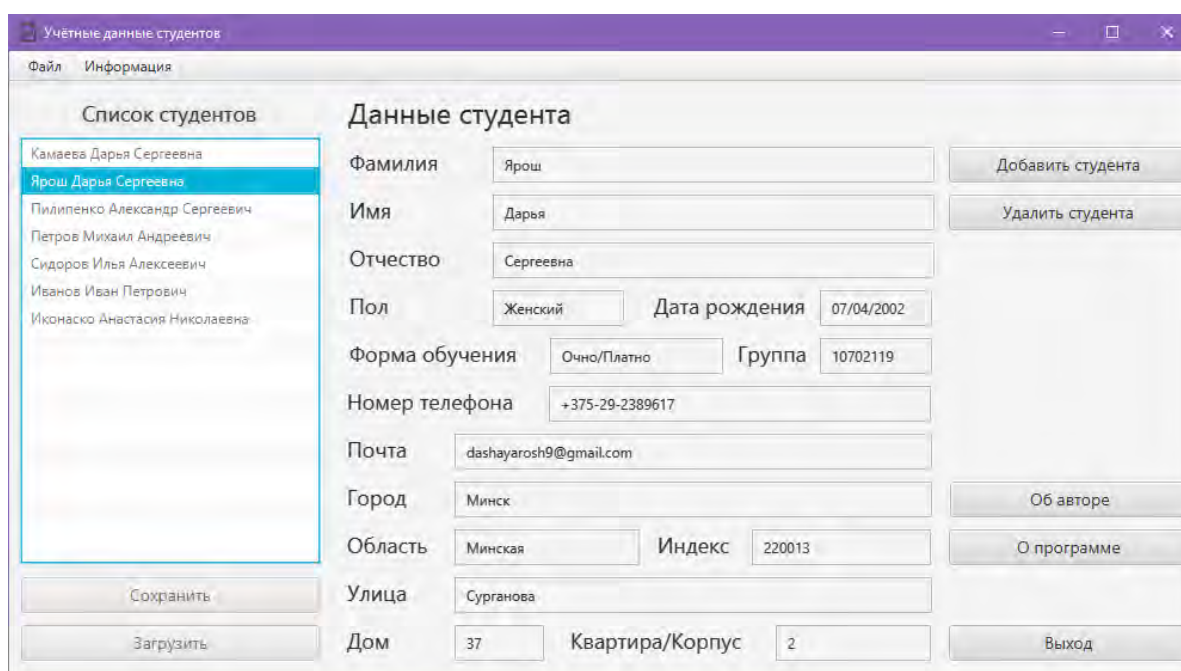 Учётные данные студентов
Файл Информация
Список студентов
Камаева Дарья Сергеевна
Ярош Дарья Сергеевна
Пилипенко Александр Сергеевич
Петров Михаил Андреевич
Сидоров Илья Алексеевич
Иванов Иван Петрович
Иконаско Анастасия Николаевна
Сохранить
Загрузить
Данные студента
Фамилия Ярош
Имя Дарья
Отчество Сергеевна
Пол Женский Дата рождения 07/04/2002
Форма обучения Очно/Платно Группа 10702119
Номер телефона +375-29-2389617
Почта dashayarosh9@gmail.com
Город Минск
Область Минская Индекс 220013
Улица Сурганова
Дом 37 Квартира/Корпус 2
Добавить студента
Удалить студента
Об авторе
О программе
Выход